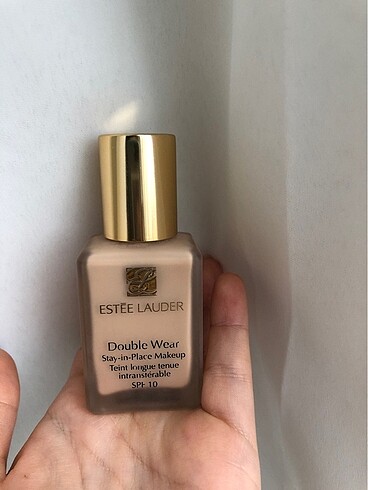 ESTĒE LAUDER
Double Wear
Stay-in-Place Makeup
Teint longue tenue
intransférable
SPF 10